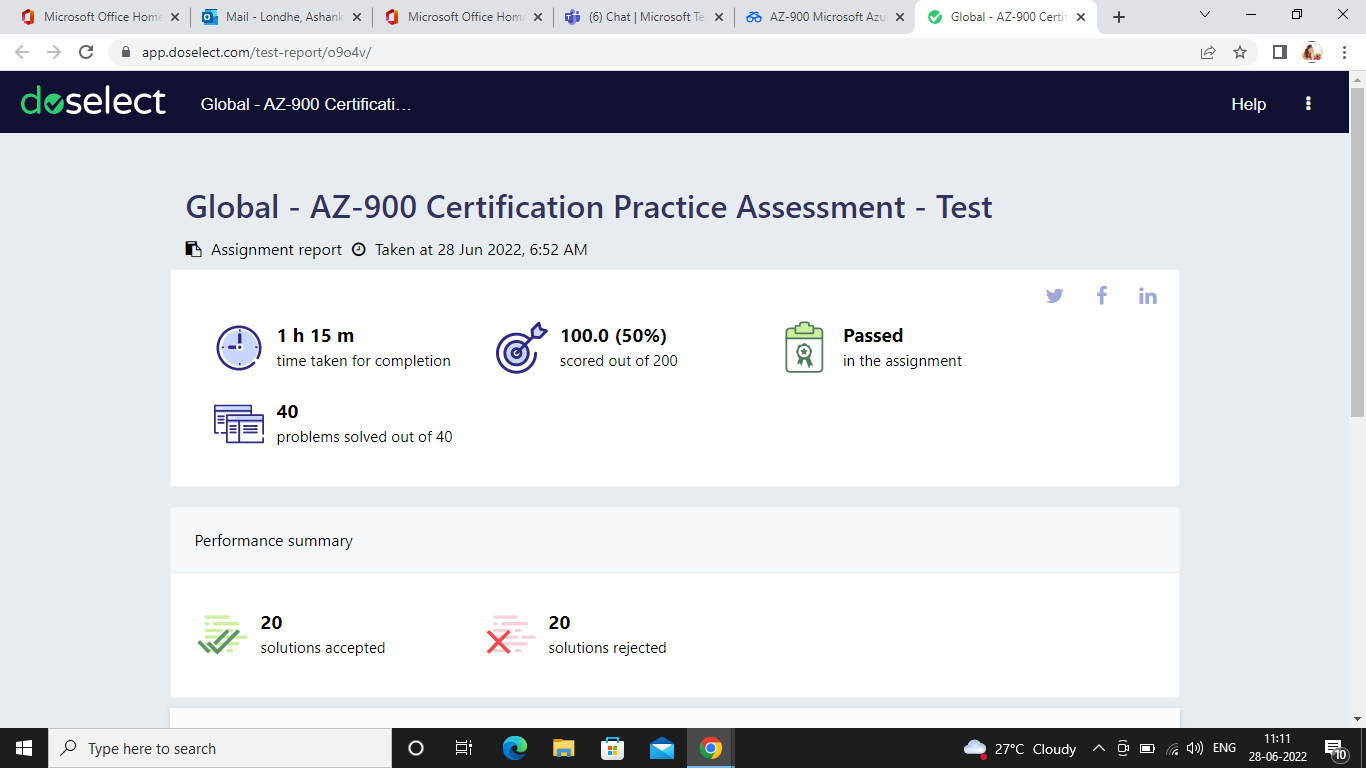 Microsoft Office Home
Mail - Londhe, Ashank
Microsoft Office Home
(6) Chat | Microsoft Te
AZ-900 Microsoft Azu
Global - AZ-900 Certif
app.doselect.com/test-report/o9o4v/
doselect
Global - AZ-900 Certificati…
Help
Global - AZ-900 Certification Practice Assessment - Test
Assignment report
Taken at 28 Jun 2022, 6:52 AM
1 h 15 m
time taken for completion
100.0 (50%)
scored out of 200
Passed
in the assignment
40
problems solved out of 40
Performance summary
20
solutions accepted
20
solutions rejected
Type here to search
27°C Cloudy
ENG
11:11
28-06-2022
10